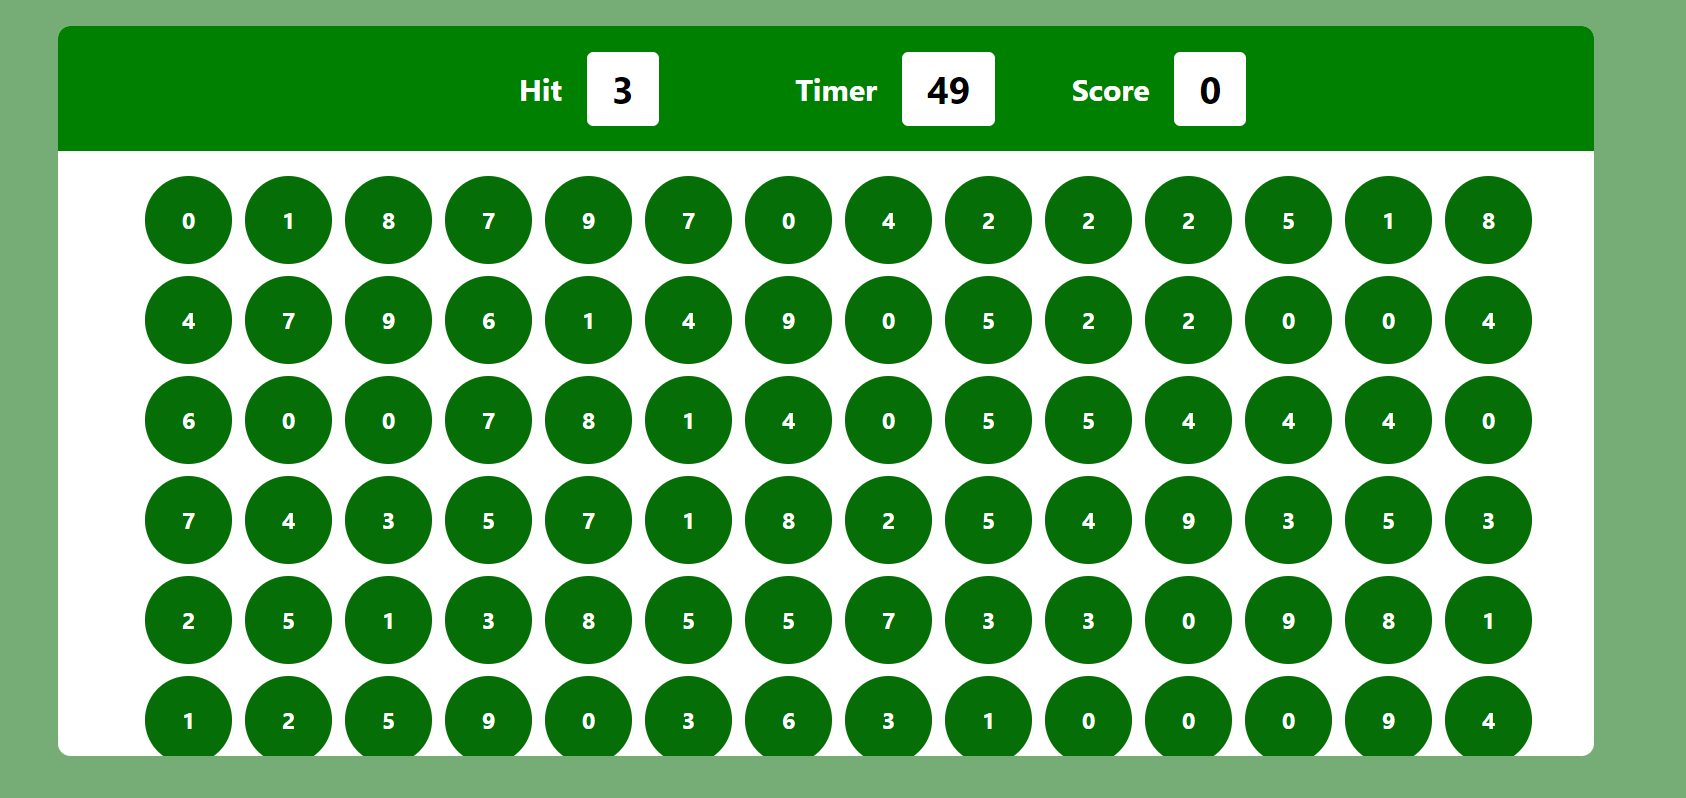 Hit 3 Timer 49 Score 0
0 1 8 7 9 7 0 4 2 2 2 5 1 8
4 7 9 6 1 4 9 0 5 2 2 0 0 4
6 0 0 7 8 1 4 0 5 5 4 4 4 0
7 4 3 5 7 1 8 2 5 4 9 3 5 3
2 5 1 3 8 5 5 7 3 3 0 9 8 1
1 2 5 9 0 3 6 3 1 0 0 0 9 4